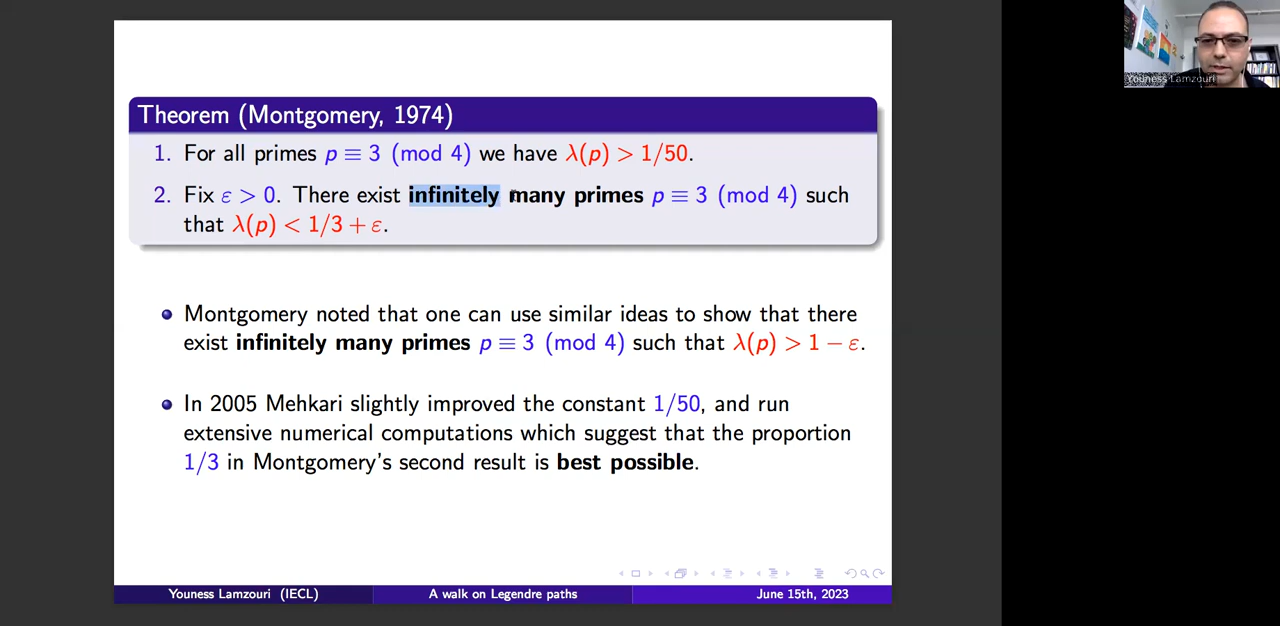 Theorem (Montgomery, 1974)
1. For all primes p ≡ 3 (mod 4) we have λ(p) > 1/50.
2. Fix ε > 0. There exist infinitely many primes p ≡ 3 (mod 4) such
that λ(p) < 1/3 + ε.
Montgomery noted that one can use similar ideas to show that there
exist infinitely many primes p ≡ 3 (mod 4) such that λ(p) > 1 − ε.
In 2005 Mehkari slightly improved the constant 1/50, and run
extensive numerical computations which suggest that the proportion
1/3 in Montgomery's second result is best possible.
Youness Lamzouri (IECL) A walk on Legendre paths June 15th, 2023
Youness Lamzouri